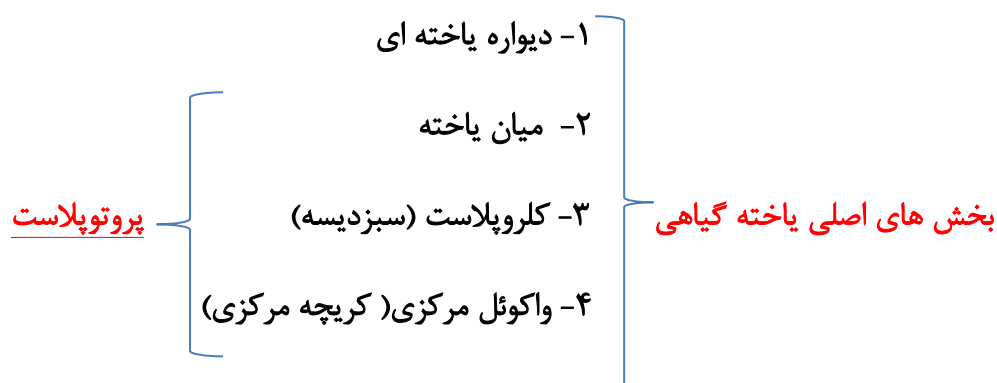 بخش های اصلی یاخته گیاهی
۱- دیواره یاخته ای
۲-  میان یاخته
۳- کلروپلاست (سبزدیسه)
۴- واکوئل مرکزی( کریچه مرکزی)
پروتوپلاست